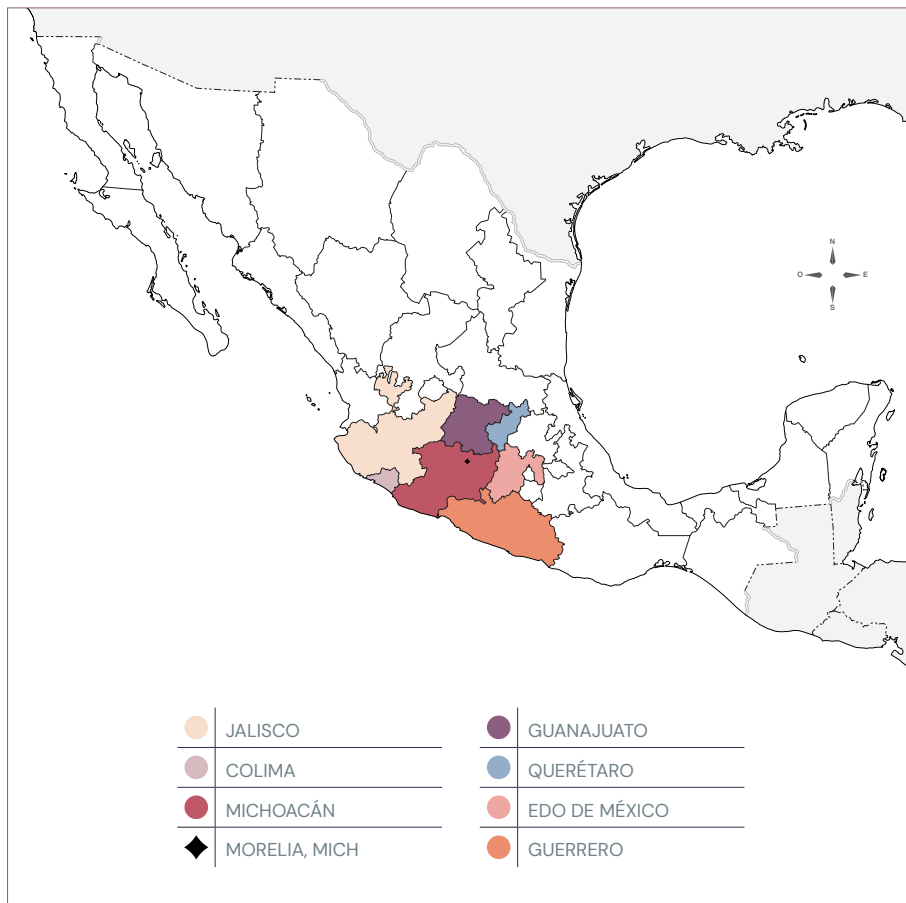 N
O
E
S
JALISCO
COLIMA
MICHOACÁN
MORELIA, MICH
GUANAJUATO
QUERÉTARO
EDO DE MÉXICO
GUERRERO